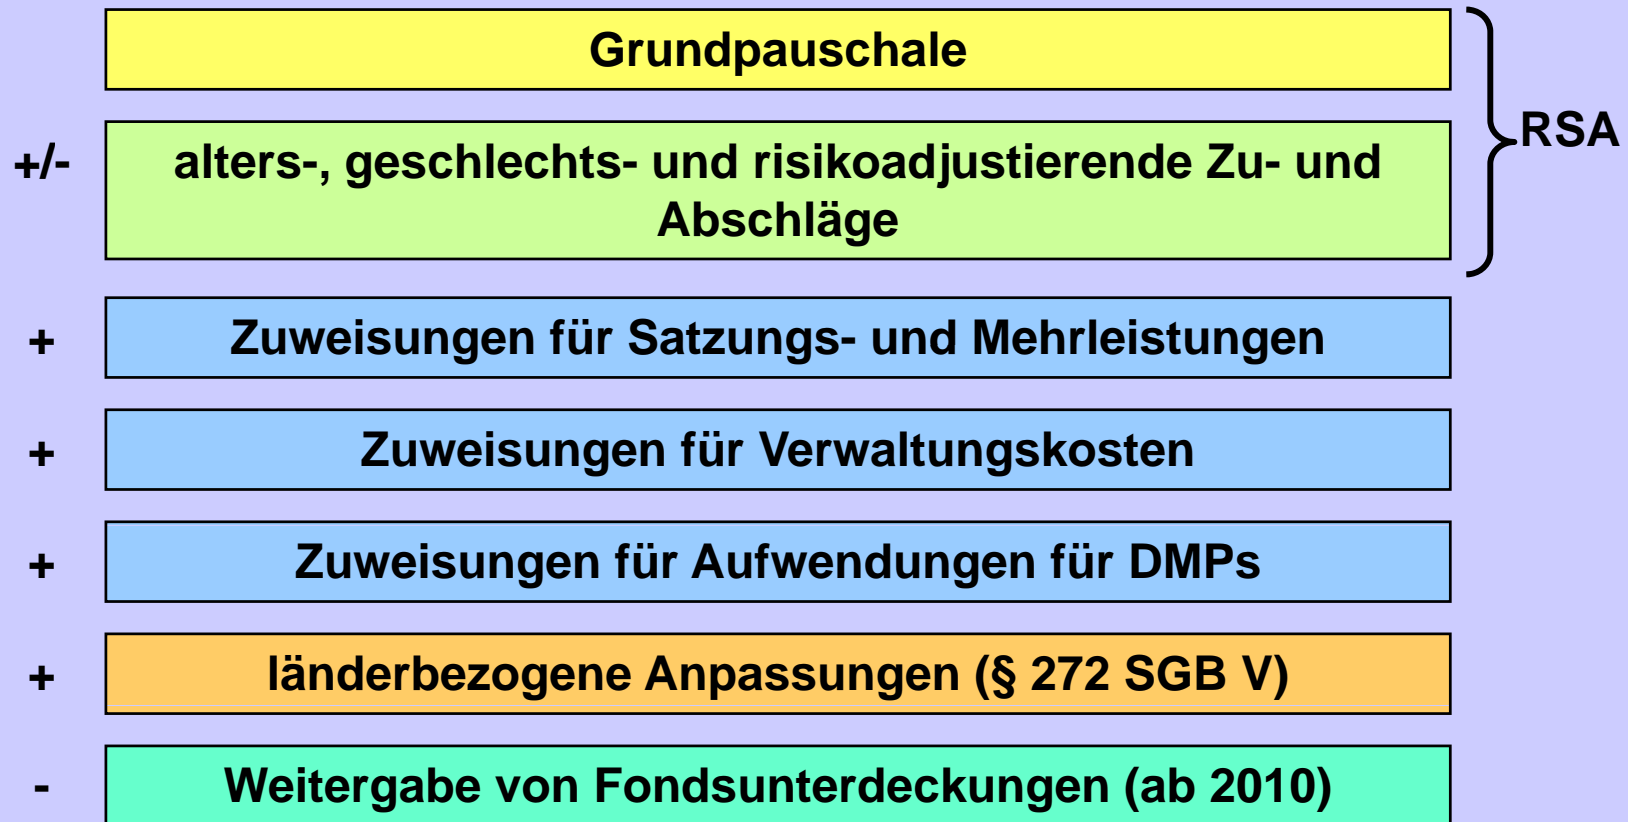 Grundpauschale
RSA
+/-
alters-, geschlechts- und risikoadjustierende Zu- und
Abschläge
+
Zuweisungen für Satzungs- und Mehrleistungen
+
Zuweisungen für Verwaltungskosten
+
Zuweisungen für Aufwendungen für DMPs
+
länderbezogene Anpassungen (§ 272 SGB V)
-
Weitergabe von Fondsunterdeckungen (ab 2010)